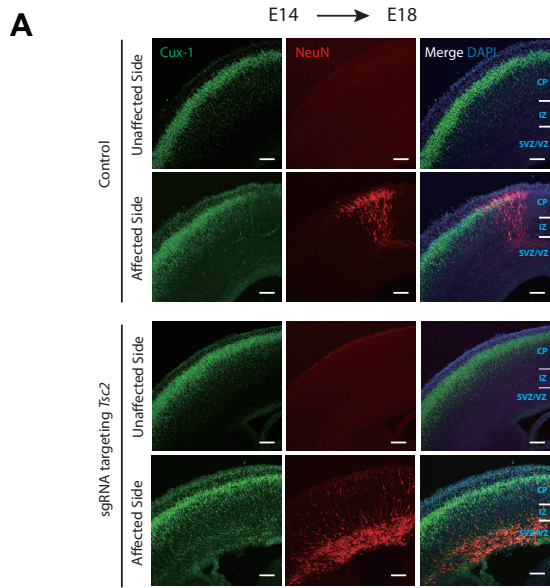 A
E14 → E18
Cux-1
NeuN
Merge DAPI
Control
Unaffected Side
CP
IZ
SVZ/VZ
Affected Side
CP
IZ
SVZ/VZ
sgRNA targeting Tsc2
Unaffected Side
CP
IZ
SVZ/VZ
Affected Side
CP
IZ
SVZ/VZ